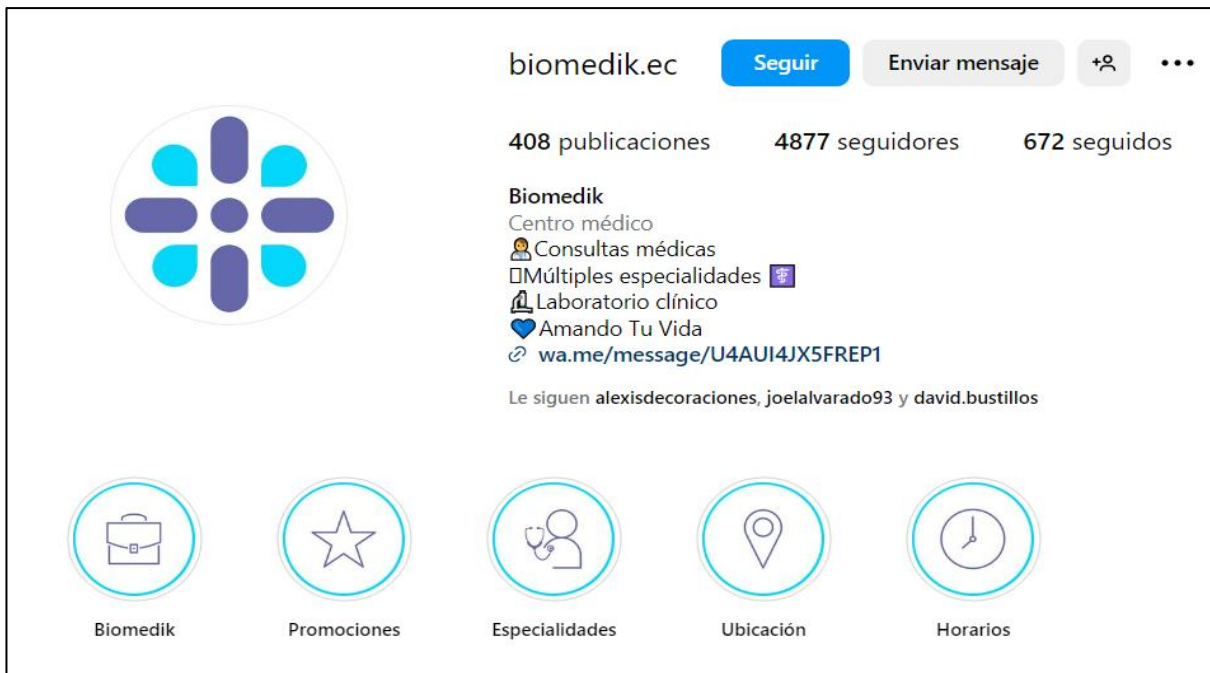 biomedik.ec Seguir Enviar mensaje
408 publicaciones 4877 seguidores 672 seguidos
Biomedik
Centro médico
Consultas médicas
Múltiples especialidades
Laboratorio clínico
Amando Tu Vida
wa.me/message/U4AUI4JX5FREP1
Le siguen alexisdecoraciones, joelalvarado93 y david.bustillos
Biomedik Promociones Especialidades Ubicación Horarios